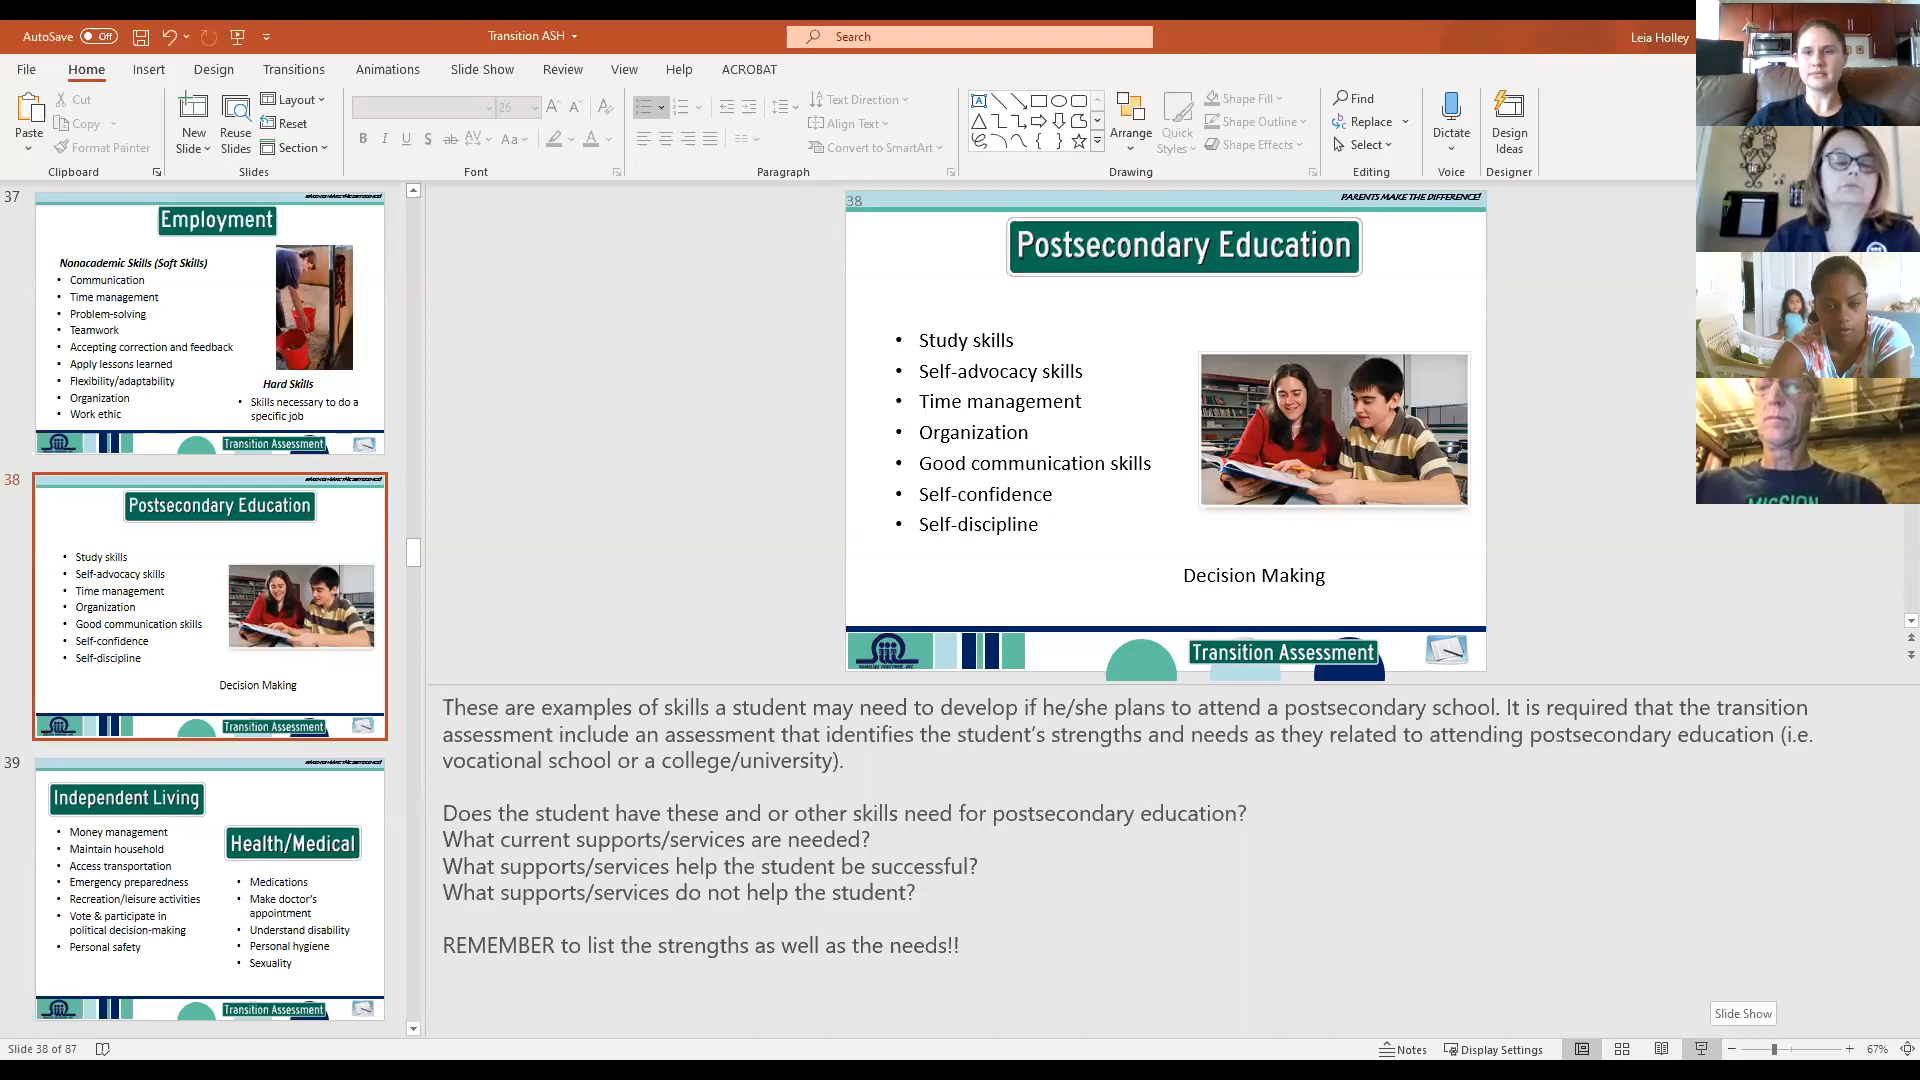 AutoSave Off
Transition ASH
Search
Leia Holley
File Home Insert Design Transitions Animations Slide Show Review View Help ACROBAT
Paste
Cut
Copy
Format Painter
Clipboard
New Slide
Reuse Slides
Layout
Reset
Section
Slides
26
B I U S ab AV Aa A
Font
Text Direction
Align Text
Convert to SmartArt
Paragraph
Arrange
Quick Styles
Shape Fill
Shape Outline
Shape Effects
Drawing
Find
Replace
Select
Editing
Dictate
Voice
Design Ideas
Designer
37
Employment
Nonacademic Skills (Soft Skills)
• Communication
• Time management
• Problem-solving
• Teamwork
• Accepting correction and feedback
• Apply lessons learned
• Flexibility/adaptability
• Organization
• Work ethic
Hard Skills
• Skills necessary to do a
specific job
Transition Assessment
38
Postsecondary Education
• Study skills
• Self-advocacy skills
• Time management
• Organization
• Good communication skills
• Self-confidence
• Self-discipline
Decision Making
Transition Assessment
39
Independent Living
• Money management
• Maintain household
• Access transportation
• Emergency preparedness
• Recreation/leisure activities
• Vote & participate in
political decision-making
• Personal safety
Health/Medical
• Medications
• Make doctor's
appointment
• Understand disability
• Personal hygiene
• Sexuality
Transition Assessment
38
PARENTS MAKE THE DIFFERENCE!
Postsecondary Education
• Study skills
• Self-advocacy skills
• Time management
• Organization
• Good communication skills
• Self-confidence
• Self-discipline
Decision Making
FAMILIES TOGETHER, INC.
Transition Assessment
These are examples of skills a student may need to develop if he/she plans to attend a postsecondary school. It is required that the transition
assessment include an assessment that identifies the student's strengths and needs as they related to attending postsecondary education (i.e.
vocational school or a college/university).
Does the student have these and or other skills need for postsecondary education?
What current supports/services are needed?
What supports/services help the student be successful?
What supports/services do not help the student?
REMEMBER to list the strengths as well as the needs!!
MISSION
Slide Show
Slide 38 of 87
Notes
Display Settings
67%